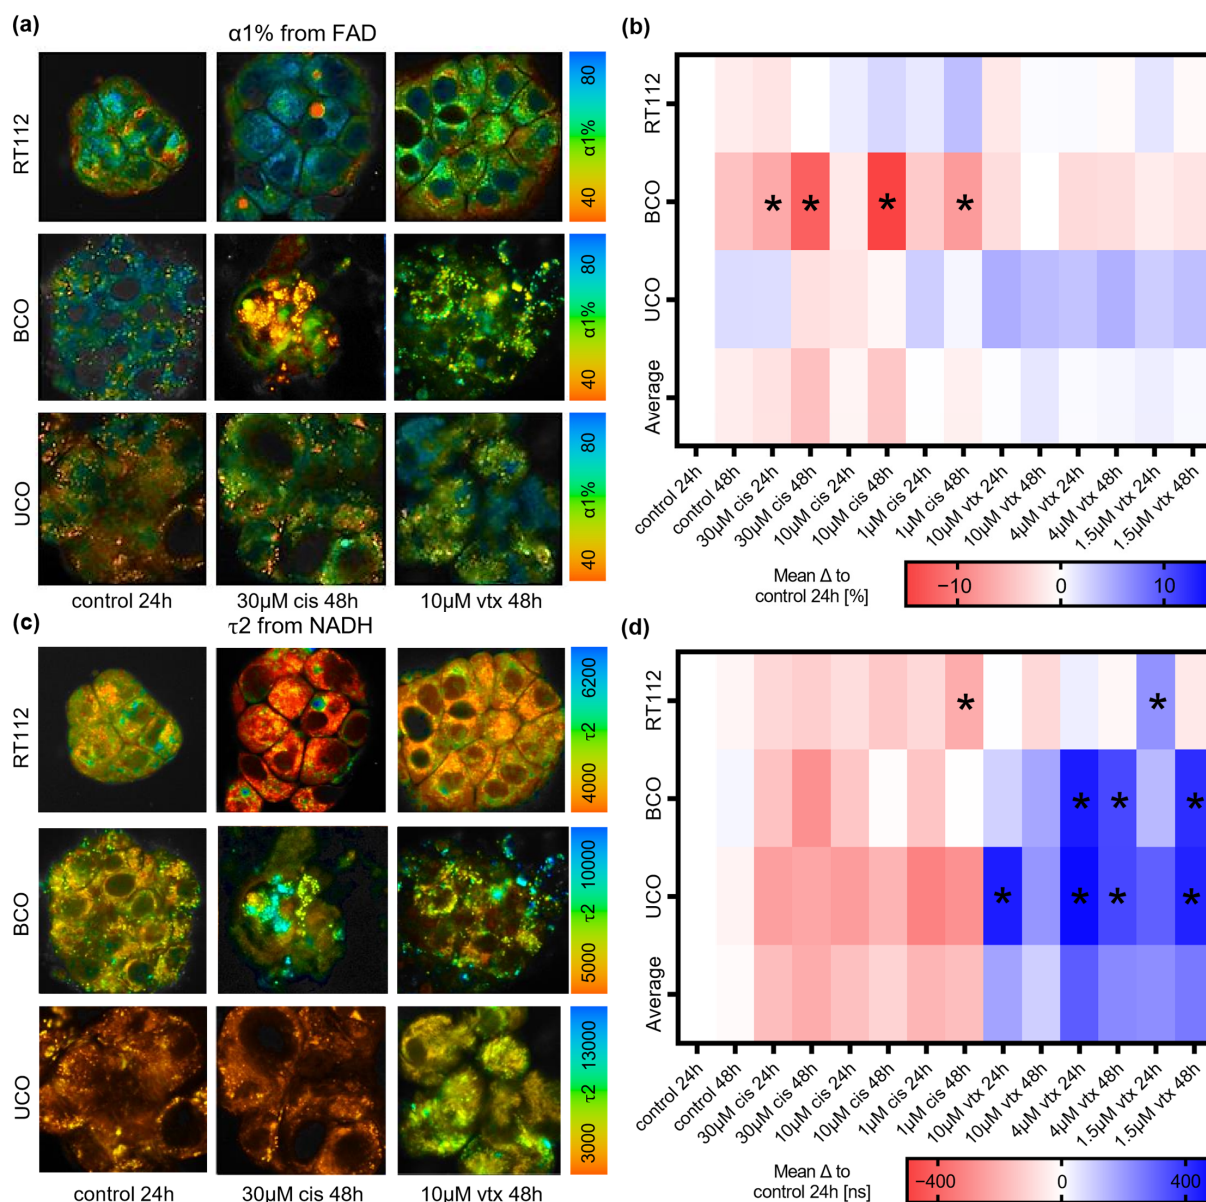 (a)
α1% from FAD
RT112
BCO
UCO
80
α1%
40
80
α1%
40
80
α1%
40
control 24h
30μM cis 48h
10μM vtx 48h
(b)
RT112
BCO
UCO
Average
* * * *
control 24h
control 48h
30μM cis 24h
30μM cis 48h
10μM cis 24h
10μM cis 48h
1μM cis 24h
1μM cis 48h
10μM vtx 24h
10μM vtx 48h
4μM vtx 24h
4μM vtx 48h
1.5μM vtx 24h
1.5μM vtx 48h
Mean Δ to
control 24h [%]
−10 0 10
(c)
τ2 from NADH
RT112
BCO
UCO
6200
τ2
4000
10000
τ2
5000
13000
τ2
3000
control 24h
30μM cis 48h
10μM vtx 48h
(d)
RT112
BCO
UCO
Average
* *
* * *
* * * *
control 24h
control 48h
30μM cis 24h
30μM cis 48h
10μM cis 24h
10μM cis 48h
1μM cis 24h
1μM cis 48h
10μM vtx 24h
10μM vtx 48h
4μM vtx 24h
4μM vtx 48h
1.5μM vtx 24h
1.5μM vtx 48h
Mean Δ to
control 24h [ns]
−400 0 400